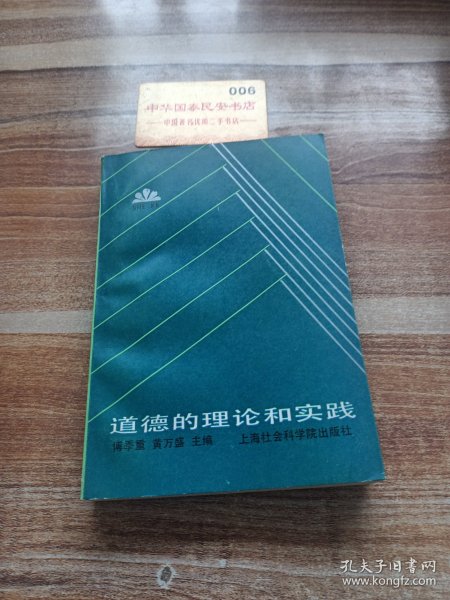 006
中华国泰民安书店
中国著名优质二手书店
道德的理论和实践
傅季重 黄万盛 主编 上海社会科学院出版社
孔夫子旧书网
www.kongfz.com